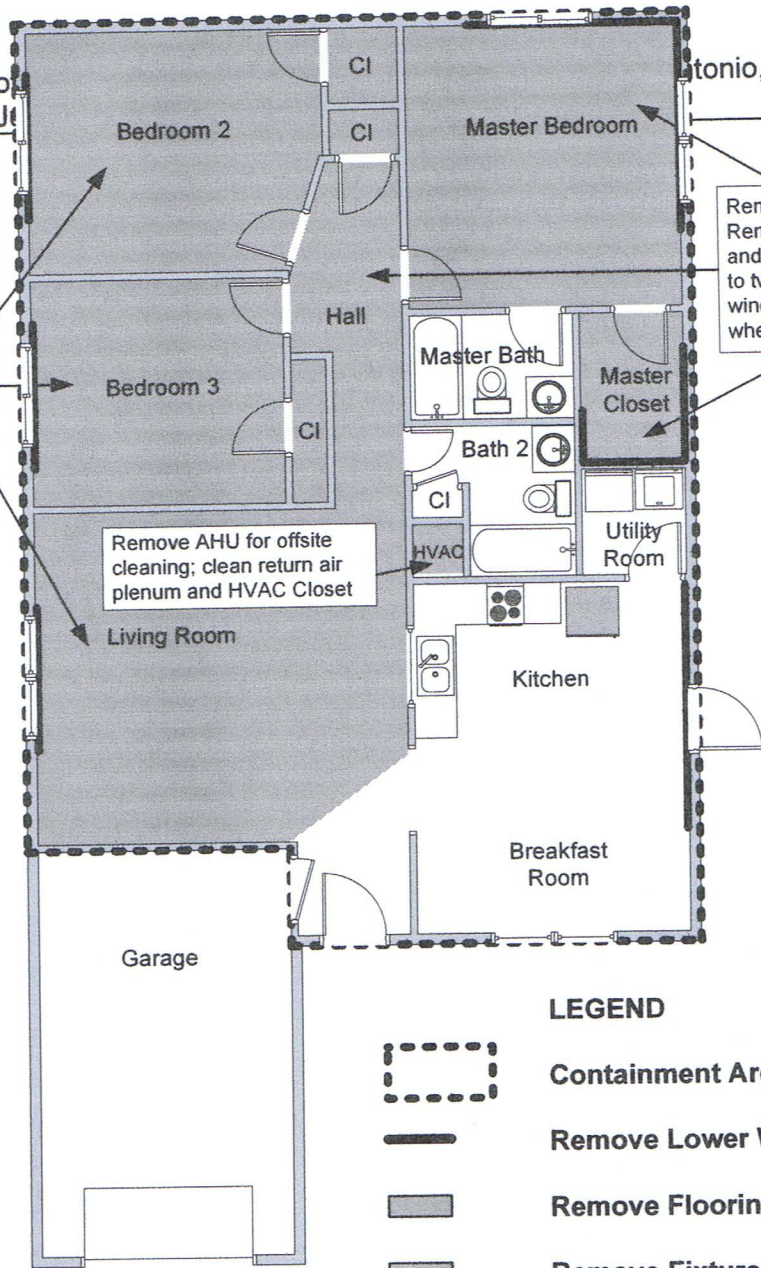 tonio,
Cl
Bedroom 2
Cl
Master Bedroom
Hall
Bedroom 3
Cl
Master Bath
Master
Closet
Bath 2
Cl
HVAC
Utility
Room
Remove AHU for offsite
cleaning; clean return air
plenum and HVAC Closet
Living Room
Kitchen
Breakfast
Room
Garage
LEGEND
Containment Ar
Remove Lower
Remove Floorin
Remove Fixtur